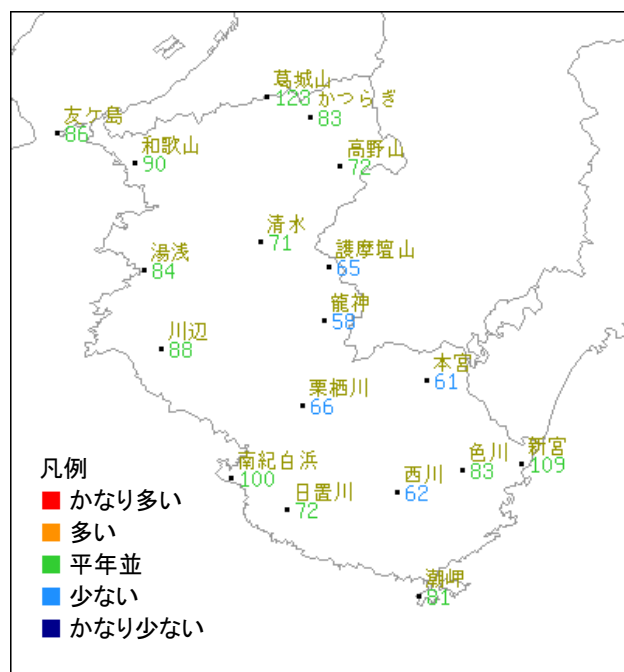 葛城山
123
かつらぎ
83
友ケ島
86
和歌山
90
高野山
72
清水
71
護摩壇山
65
湯浅
84
龍神
58
川辺
88
本宮
61
栗栖川
66
南紀白浜
100
日置川
72
西川
62
色川
83
新宮
109
潮岬
81
凡例
かなり多い
多い
平年並
少ない
かなり少ない